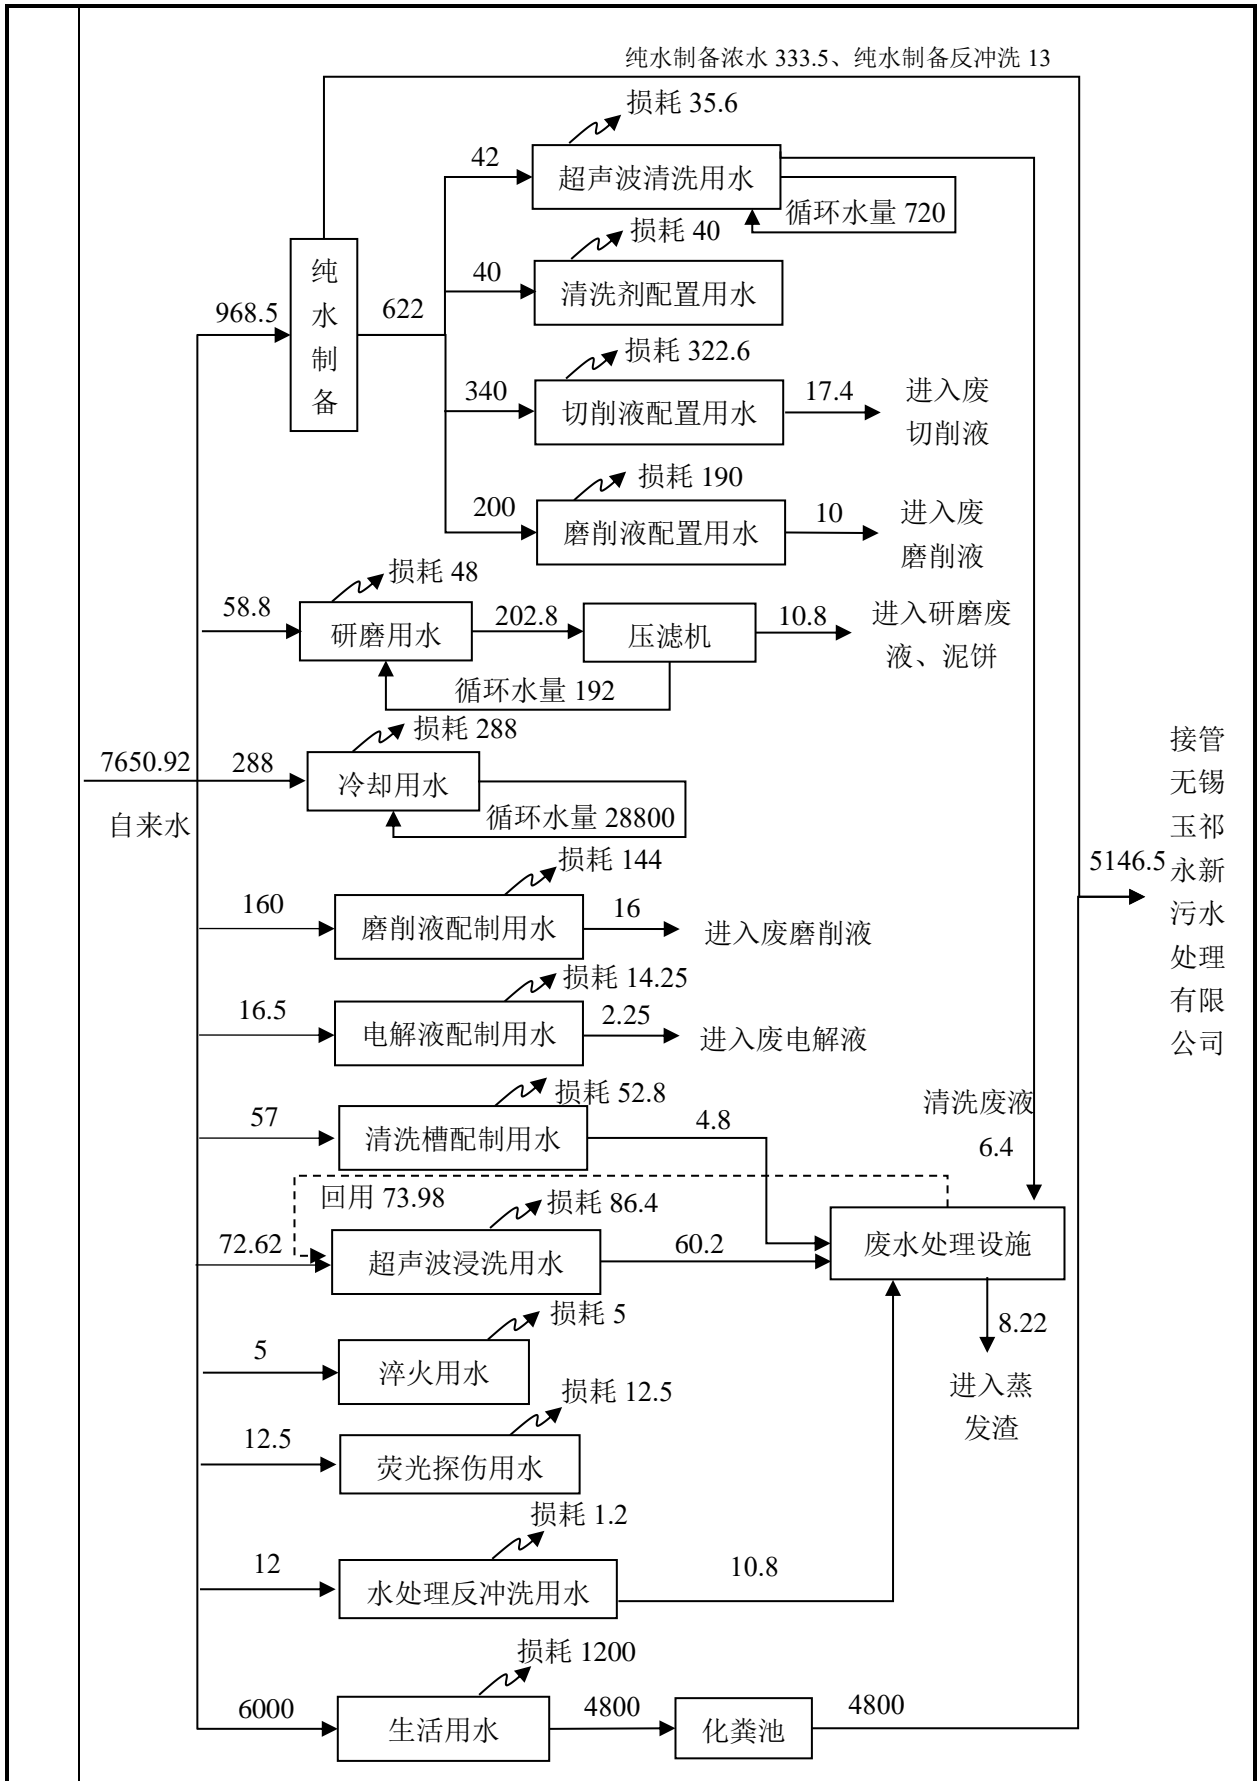 纯水制备浓水 333.5、纯水制备反冲洗 13
损耗 35.6
42
超声波清洗用水
循环水量 720
损耗 40
40
清洗剂配置用水
纯
水
制
备
968.5
622
损耗 322.6
340
切削液配置用水
17.4
进入废
切削液
损耗 190
200
磨削液配置用水
10
进入废
磨削液
损耗 48
58.8
研磨用水
202.8
压滤机
10.8
进入研磨废
液、泥饼
循环水量 192
损耗 288
7650.92
自来水
288
冷却用水
循环水量 28800
接管
无锡
玉祁
永新
污水
处理
有限
公司
5146.5
损耗 144
160
磨削液配制用水
16
进入废磨削液
损耗 14.25
16.5
电解液配制用水
2.25
进入废电解液
损耗 52.8
57
清洗槽配制用水
4.8
清洗废液
6.4
回用 73.98
损耗 86.4
72.62
超声波浸洗用水
60.2
废水处理设施
8.22
进入蒸
发渣
损耗 5
5
淬火用水
损耗 12.5
12.5
荧光探伤用水
损耗 1.2
12
水处理反冲洗用水
10.8
损耗 1200
6000
生活用水
4800
化粪池
4800